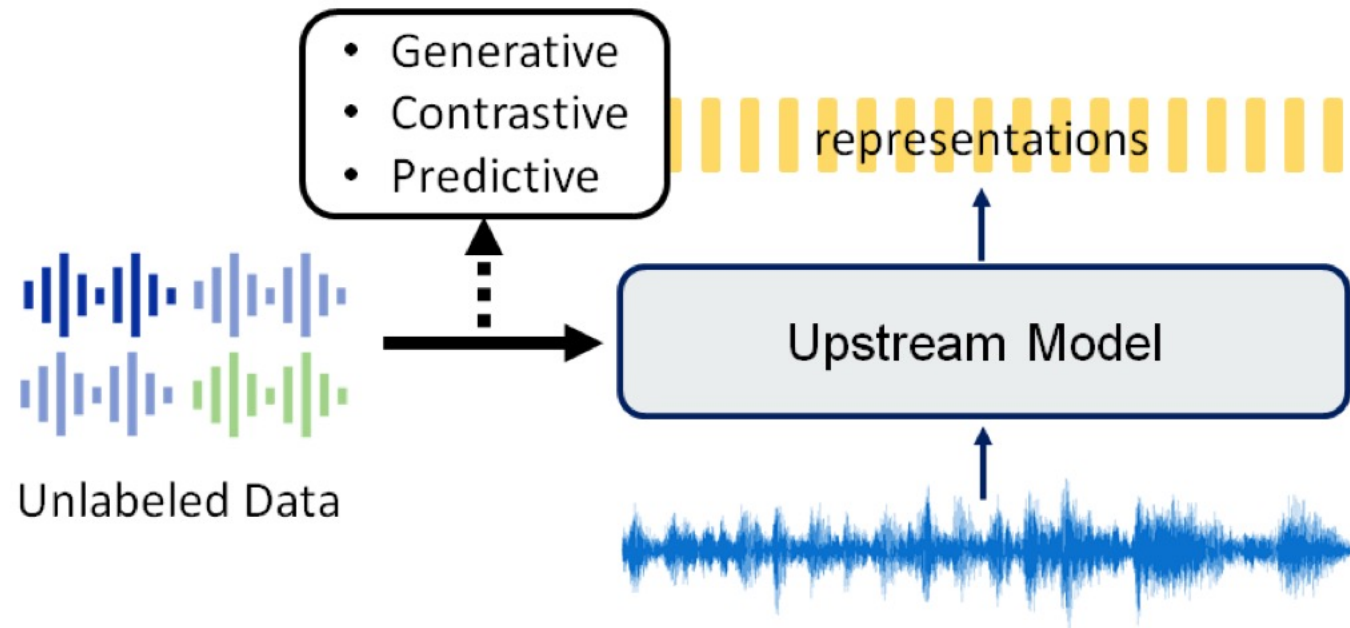 • Generative
• Contrastive
• Predictive
representations
Upstream Model
Unlabeled Data